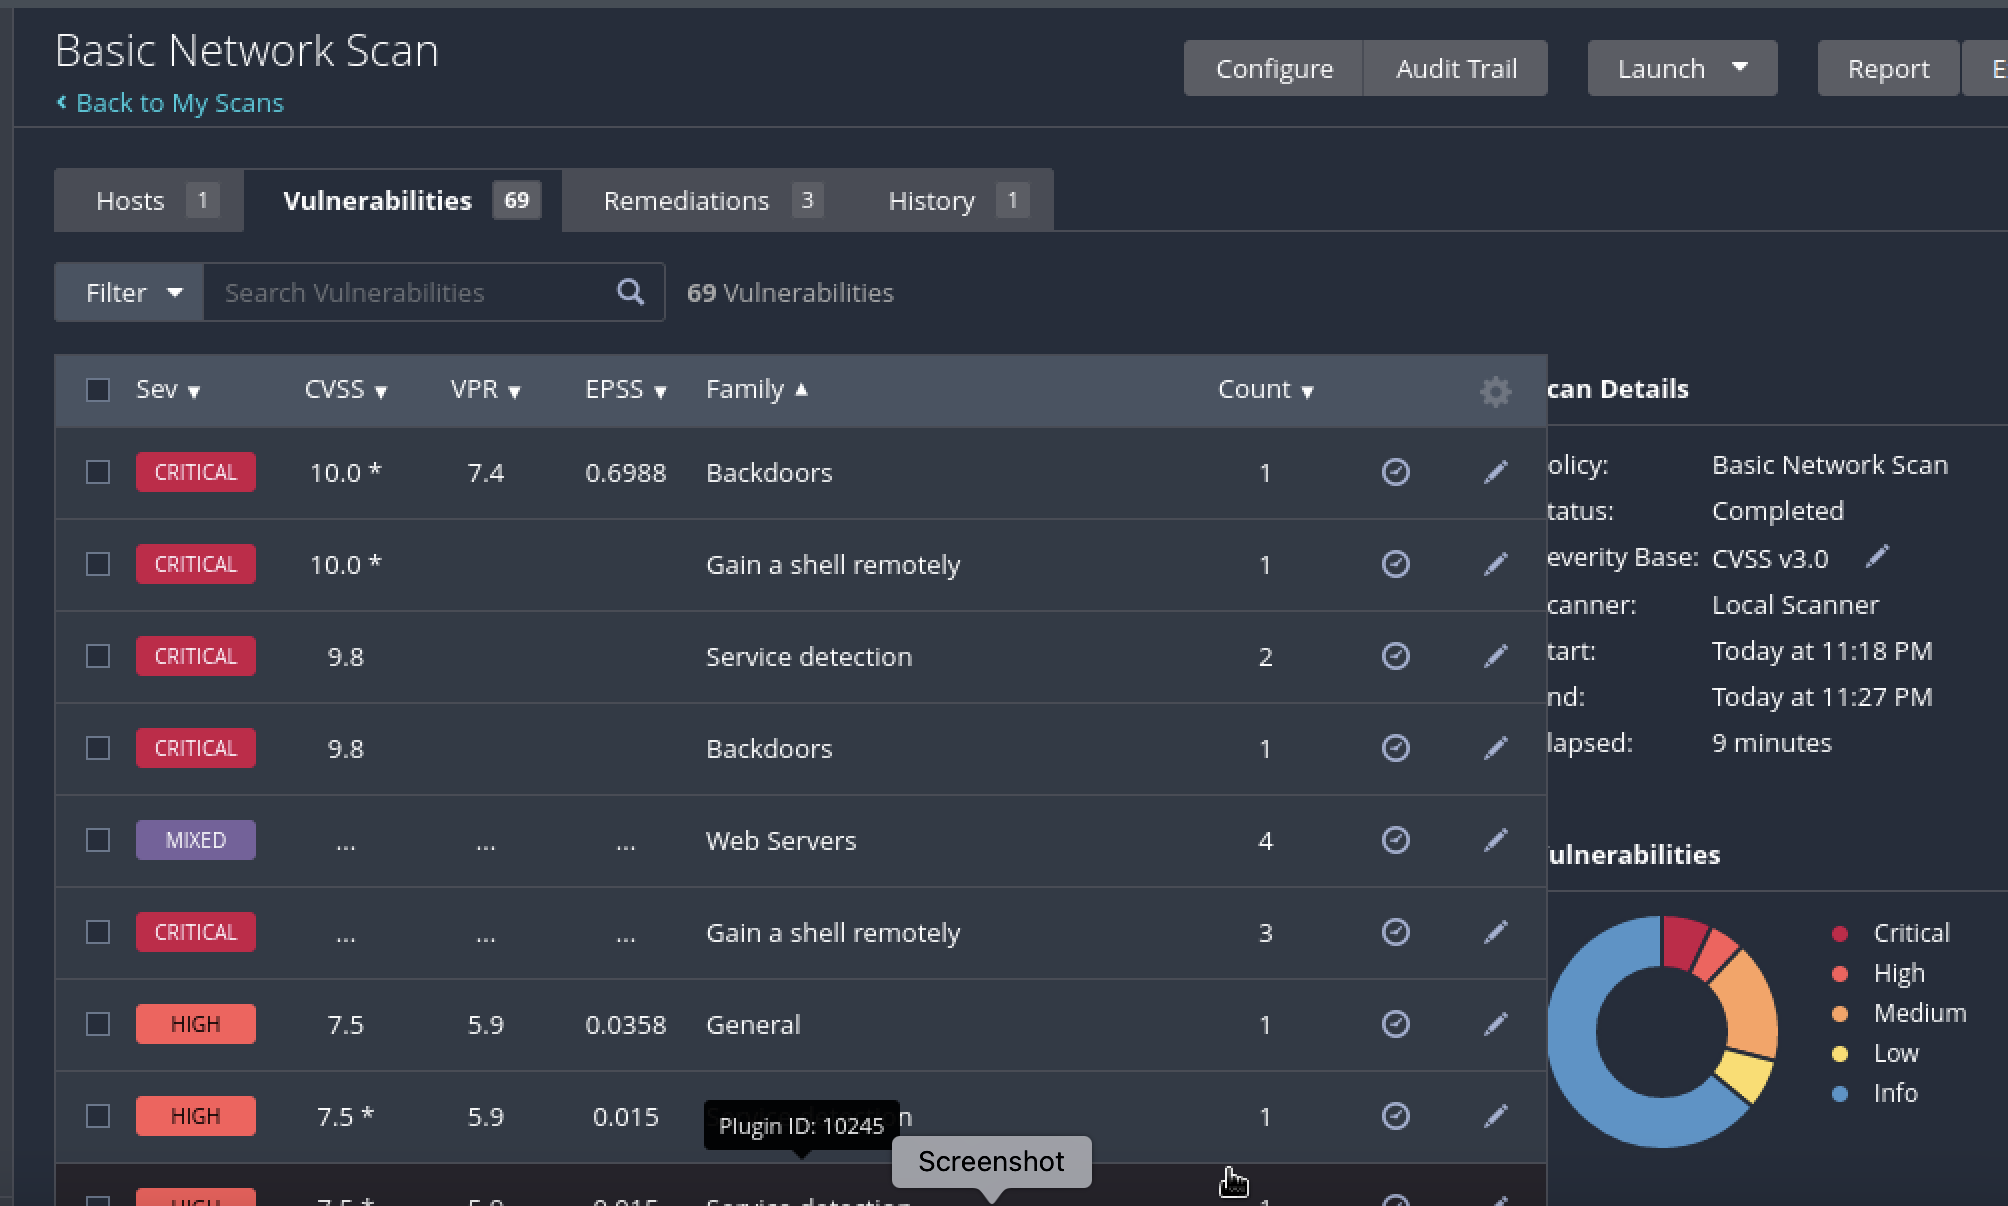 Basic Network Scan
Back to My Scans
Configure Audit Trail Launch Report E
Hosts 1 Vulnerabilities 69 Remediations 3 History 1
Filter Search Vulnerabilities 69 Vulnerabilities
Sev CVSS VPR EPSS Family Count
CRITICAL 10.0 * 7.4 0.6988 Backdoors 1
CRITICAL 10.0 * Gain a shell remotely 1
CRITICAL 9.8 Service detection 2
CRITICAL 9.8 Backdoors 1
MIXED ... ... ... Web Servers 4
CRITICAL ... ... ... Gain a shell remotely 3
HIGH 7.5 5.9 0.0358 General 1
HIGH 7.5 * 5.9 0.015 1
Plugin ID: 10245
Screenshot
HIGH 7.5 * 5.9 0.015 Service detection 1
can Details
olicy: Basic Network Scan
tatus: Completed
everity Base: CVSS v3.0
canner: Local Scanner
tart: Today at 11:18 PM
nd: Today at 11:27 PM
lapsed: 9 minutes
ulnerabilities
Critical
High
Medium
Low
Info